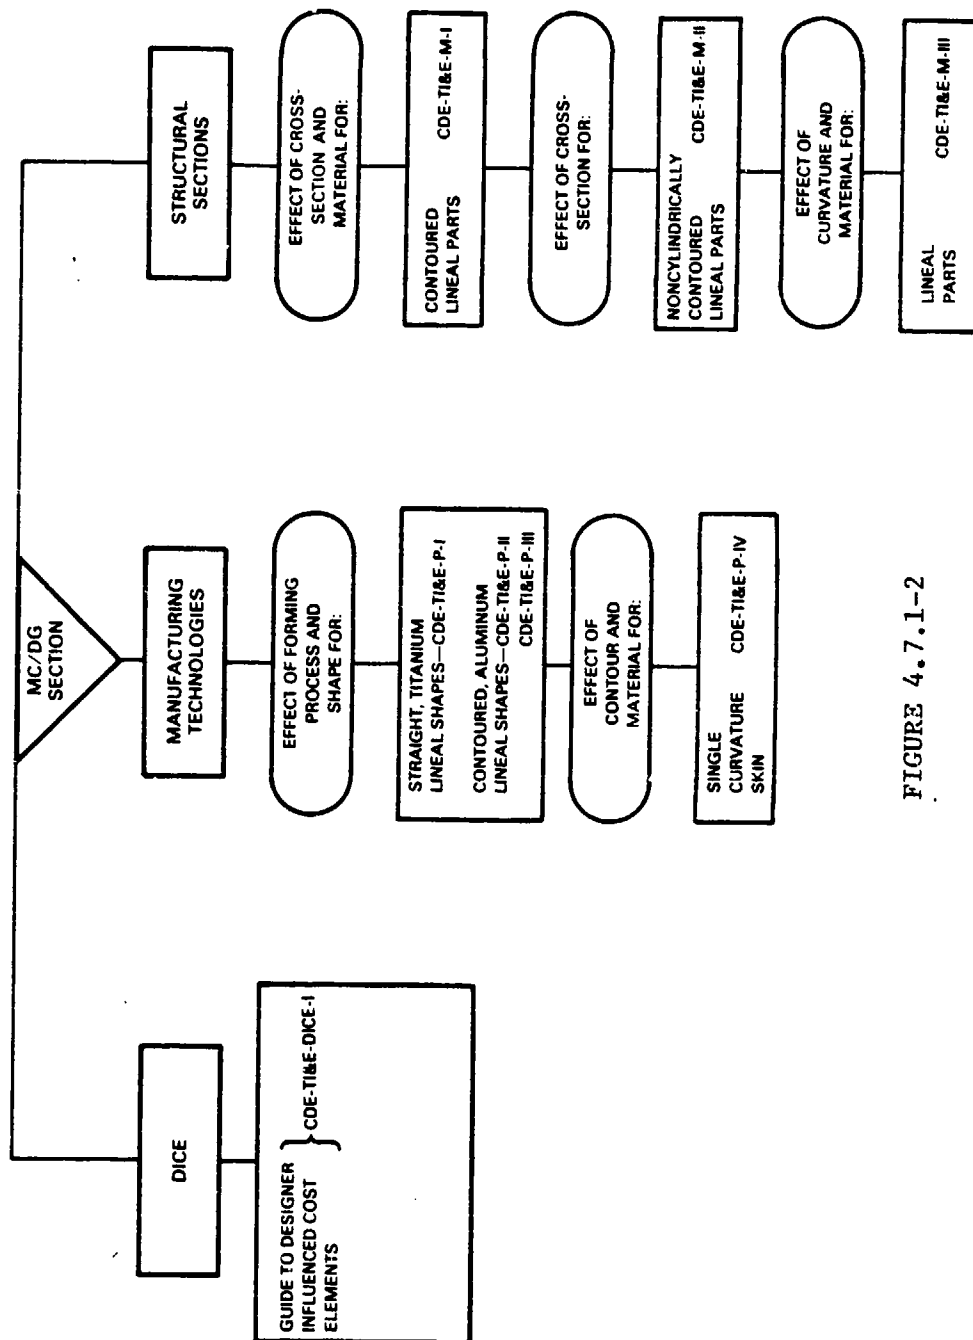 MC/DG
SECTION
DICE
GUIDE TO DESIGNER
INFLUENCED COST
ELEMENTS
CDE-TI&E-DICE-I
MANUFACTURING
TECHNOLOGIES
EFFECT OF FORMING
PROCESS AND
SHAPE FOR:
STRAIGHT, TITANIUM
LINEAL SHAPES—CDE-TI&E-P-I
CONTOURED, ALUMINUM
LINEAL SHAPES—CDE-TI&E-P-II
CDE-TI&E-P-III
EFFECT OF
CONTOUR AND
MATERIAL FOR:
SINGLE
CURVATURE CDE-TI&E-P-IV
SKIN
STRUCTURAL
SECTIONS
EFFECT OF CROSS-
SECTION AND
MATERIAL FOR:
CONTOURED
LINEAL PARTS CDE-TI&E-M-I
EFFECT OF CROSS-
SECTION FOR:
NONCYLINDRICALLY
CONTOURED CDE-TI&E-M-II
LINEAL PARTS
EFFECT OF
CURVATURE AND
MATERIAL FOR:
LINEAL
PARTS CDE-TI&E-M-III
FIGURE 4.7.1-2